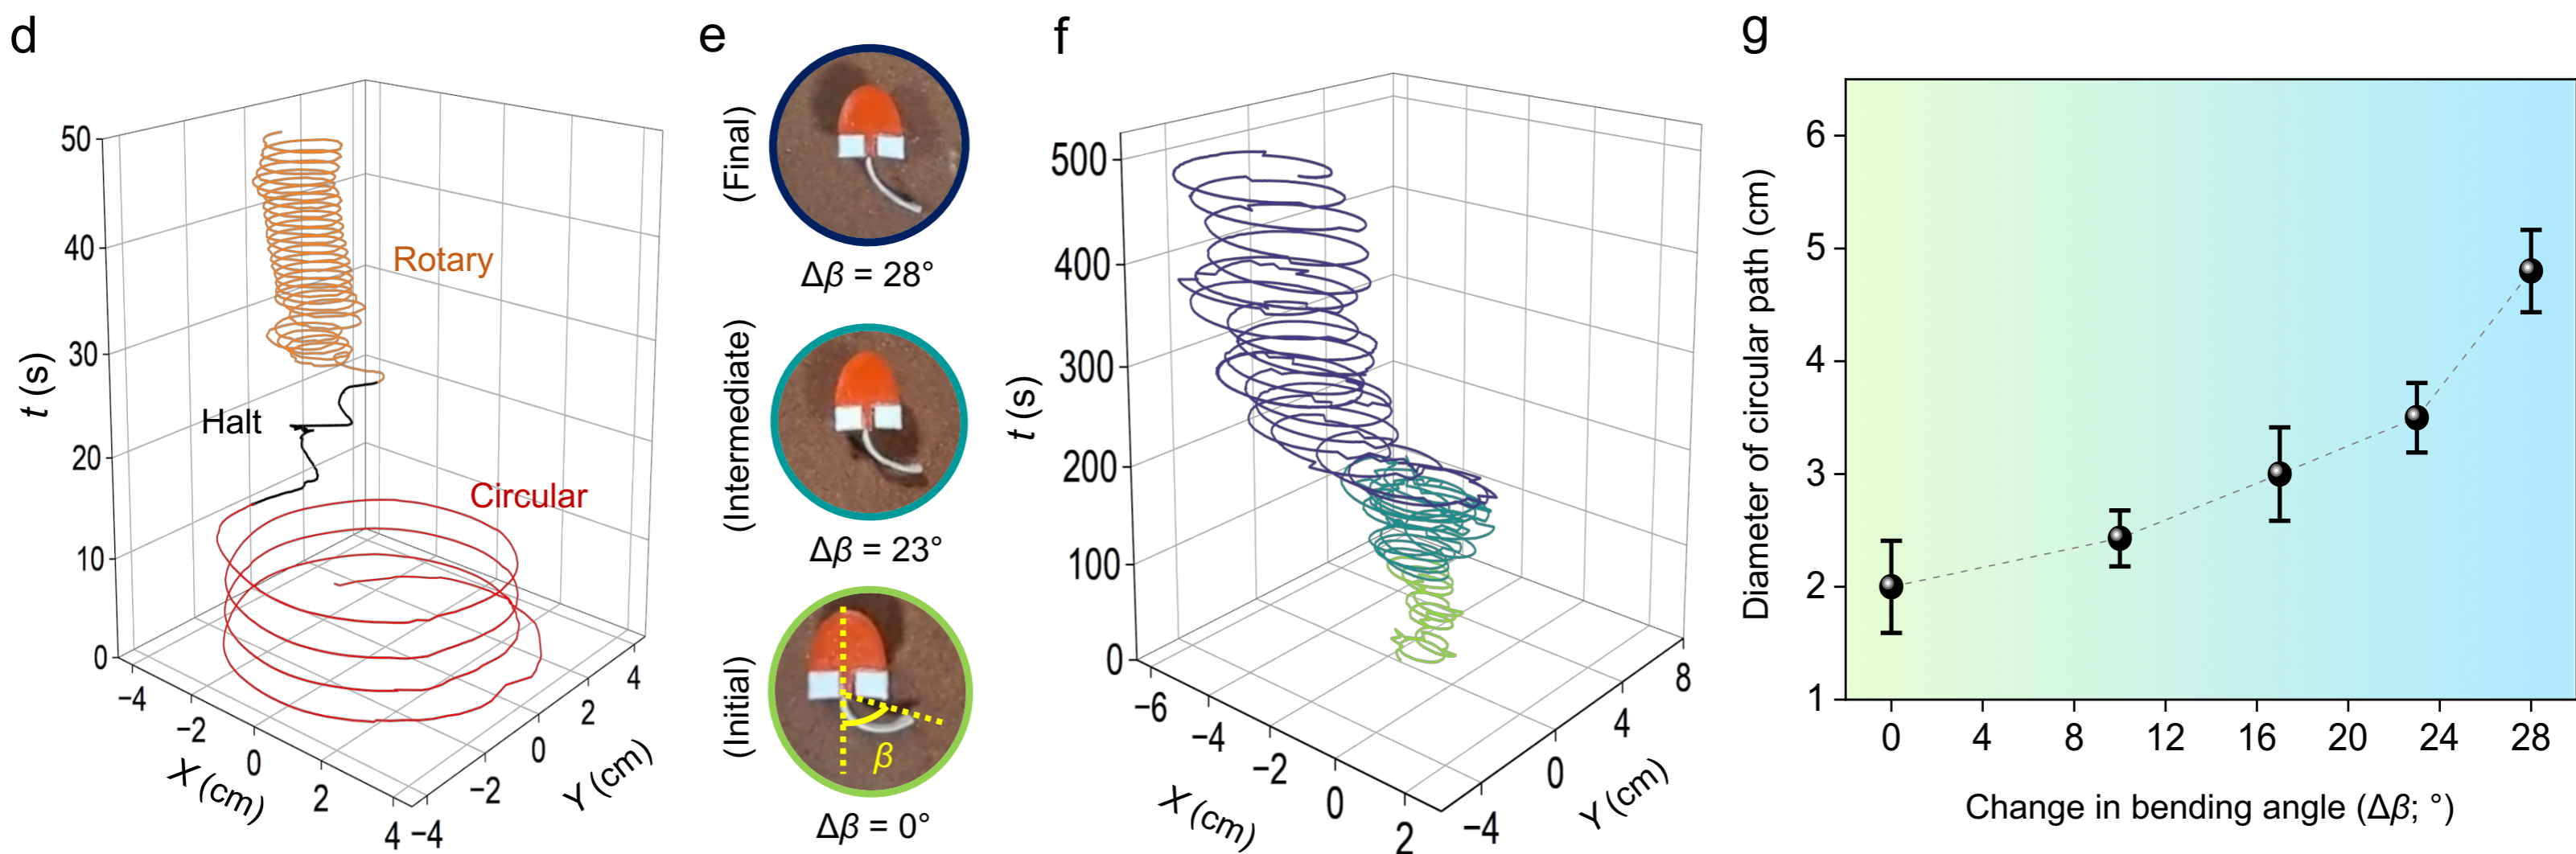 d
50
40
30
20
10
0
t (s)
Rotary
Halt
Circular
−4
−2
0
2
4
X (cm)
−4
−2
0
2
4
Y (cm)
e
(Final)
Δβ = 28°
(Intermediate)
Δβ = 23°
(Initial)
β
Δβ = 0°
f
500
400
300
200
100
0
t (s)
−6
−4
−2
0
2
X (cm)
−4
0
4
8
Y (cm)
g
6
5
4
3
2
1
Diameter of circular path (cm)
0 4 8 12 16 20 24 28
Change in bending angle (Δβ; °)